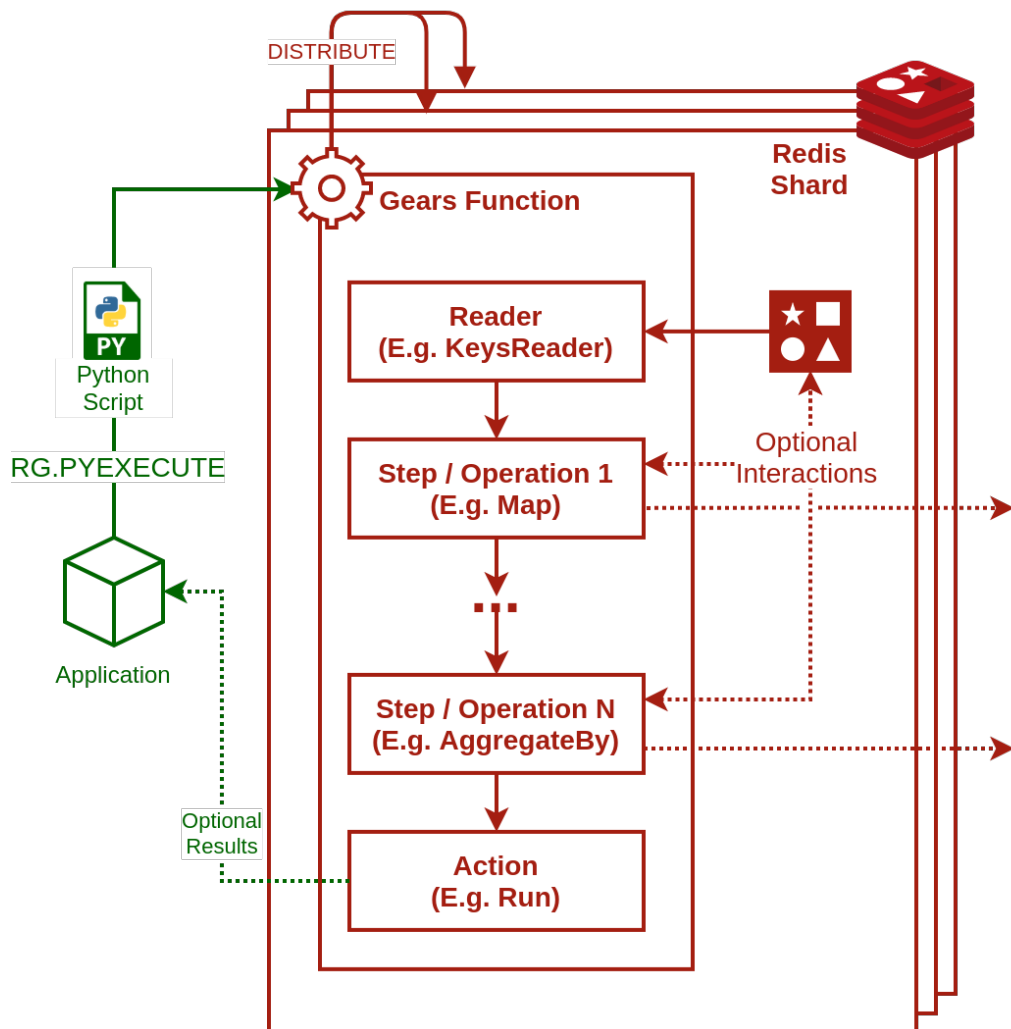 DISTRIBUTE
Redis
Shard
Gears Function
Reader
(E.g. KeysReader)
PY
Python
Script
RG.PYEXECUTE
Step / Operation 1
(E.g. Map)
Optional
Interactions
...
Application
Step / Operation N
(E.g. AggregateBy)
Optional
Results
Action
(E.g. Run)